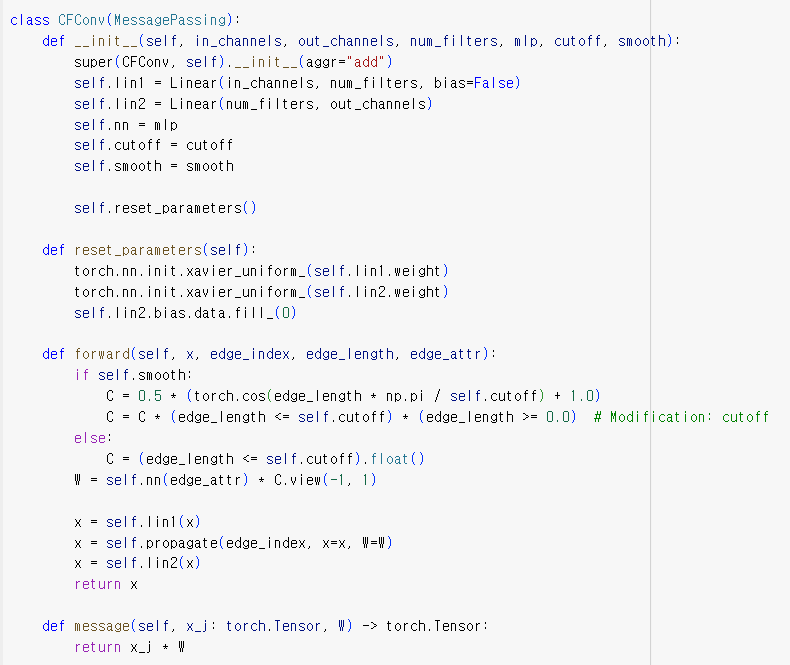 class CFConv(MessagePassing):
    def __init__(self, in_channels, out_channels, num_filters, mlp, cutoff, smooth):
        super(CFConv, self).__init__(aggr="add")
        self.lin1 = Linear(in_channels, num_filters, bias=False)
        self.lin2 = Linear(num_filters, out_channels)
        self.nn = mlp
        self.cutoff = cutoff
        self.smooth = smooth

        self.reset_parameters()

    def reset_parameters(self):
        torch.nn.init.xavier_uniform_(self.lin1.weight)
        torch.nn.init.xavier_uniform_(self.lin2.weight)
        self.lin2.bias.data.fill_(0)

    def forward(self, x, edge_index, edge_length, edge_attr):
        if self.smooth:
            C = 0.5 * (torch.cos(edge_length * np.pi / self.cutoff) + 1.0)
            C = C * (edge_length <= self.cutoff) * (edge_length >= 0.0)  # Modification: cutoff
        else:
            C = (edge_length <= self.cutoff).float()
        W = self.nn(edge_attr) * C.view(-1, 1)

        x = self.lin1(x)
        x = self.propagate(edge_index, x=x, W=W)
        x = self.lin2(x)
        return x

    def message(self, x_j: torch.Tensor, W) -> torch.Tensor:
        return x_j * W